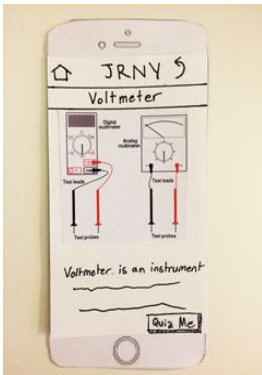 JRNY
Voltmeter
Digital multimeter
Analog multimeter
Test leads
Test leads
Test probes
Test probes
Voltmeter is an instrument
Quiz Me